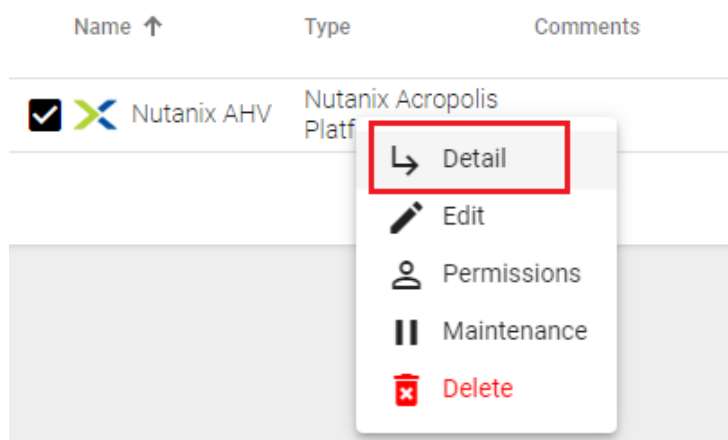 Name Type Comments
Nutanix AHV Nutanix Acropolis
Platf
Detail
Edit
Permissions
Maintenance
Delete